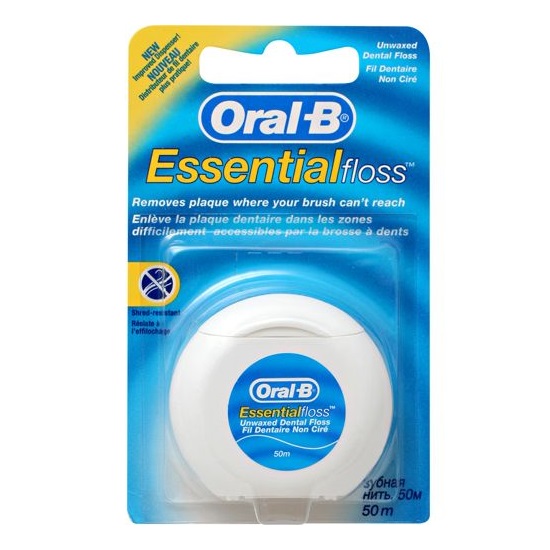 NEW
Improved Dispenser!
NOUVEAU
Distributeur de fil dentaire
plus pratique!
Unwaxed
Dental Floss
Fil Dentaire
Non Ciré
Oral-B®
Essentialfloss™
Removes plaque where your brush can't reach
Enlève la plaque dentaire dans les zones
difficilement accessibles par la brosse à dents
Shred-resistant
Résiste à
l'effilochage
Oral-B
Essentialfloss™
Unwaxed Dental Floss
Fil Dentaire Non Ciré
50m
зубная
нить, 50м
50 m